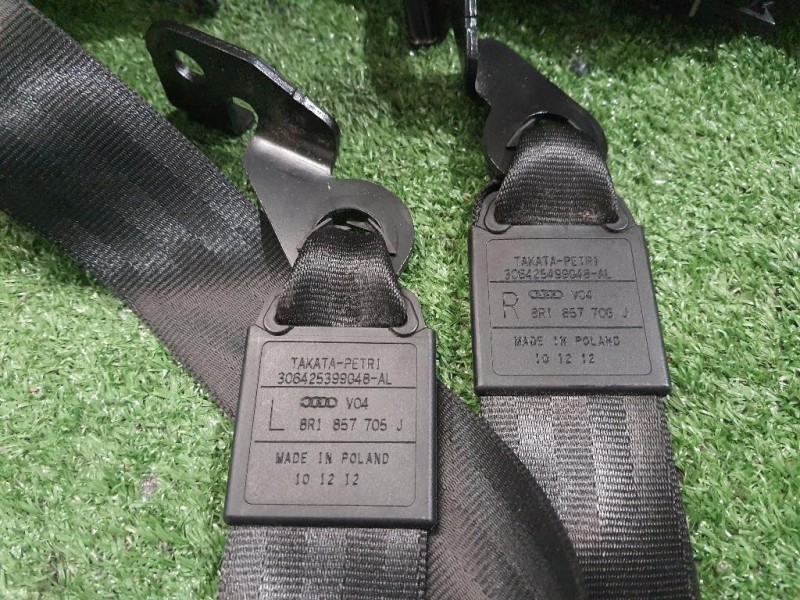 TAKATA-PETRI
306425399048-AL
L V04
8R1 857 705 J
MADE IN POLAND
10 12 12
TAKATA-PETRI
306425499048-AL
R V04
8R1 857 706 J
MADE IN POLAND
10 12 12